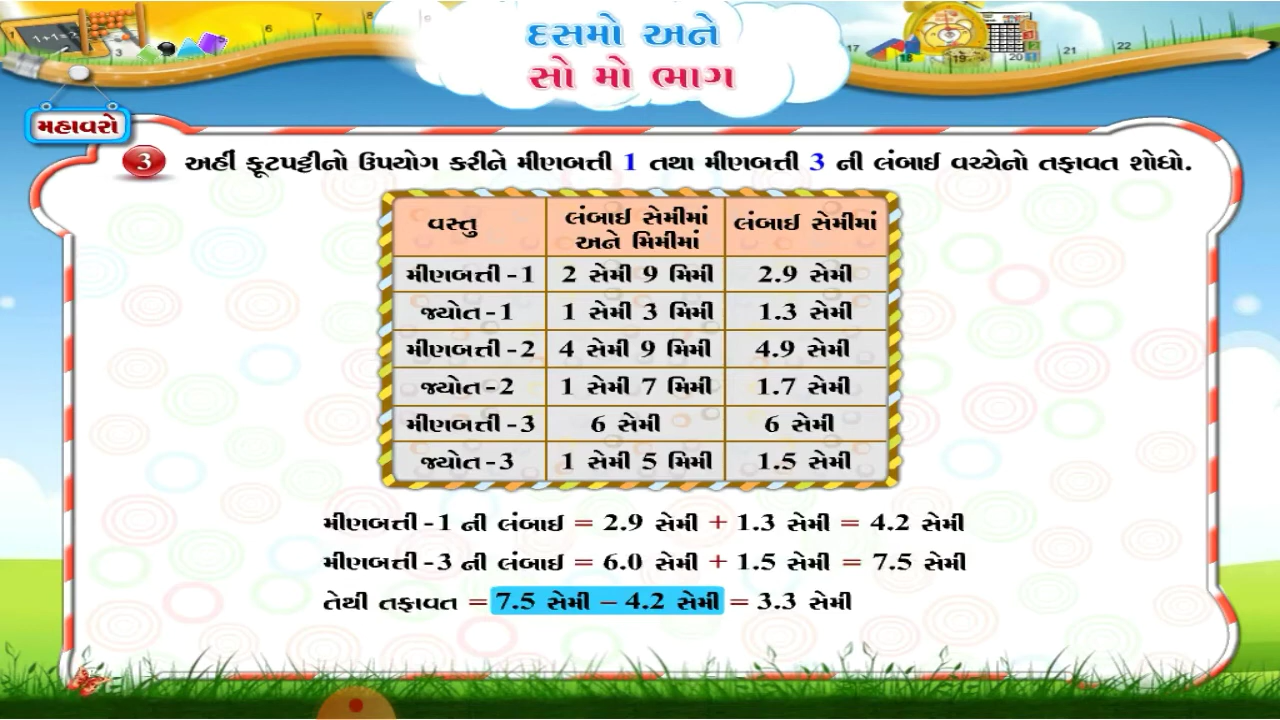 દસમો અને
સો મો ભાગ
મહાવરો
3 અહીં ફૂટપટ્ટીનો ઉપયોગ કરીને મીણબત્તી 1 તથા મીણબત્તી 3 ની લંબાઈ વચ્ચેનો તફાવત શોધો.
વસ્તુ લંબાઈ સેમીમાં અને મિમીમાં લંબાઈ સેમીમાં
મીણબત્તી -1 2 સેમી 9 મિમી 2.9 સેમી
જ્યોત -1 1 સેમી 3 મિમી 1.3 સેમી
મીણબત્તી -2 4 સેમી 9 મિમી 4.9 સેમી
જ્યોત -2 1 સેમી 7 મિમી 1.7 સેમી
મીણબત્તી -3 6 સેમી 6 સેમી
જ્યોત -3 1 સેમી 5 મિમી 1.5 સેમી
મીણબત્તી -1 ની લંબાઈ = 2.9 સેમી + 1.3 સેમી = 4.2 સેમી
મીણબત્તી -3 ની લંબાઈ = 6.0 સેમી + 1.5 સેમી = 7.5 સેમી
તેથી તફાવત = 7.5 સેમી – 4.2 સેમી = 3.3 સેમી